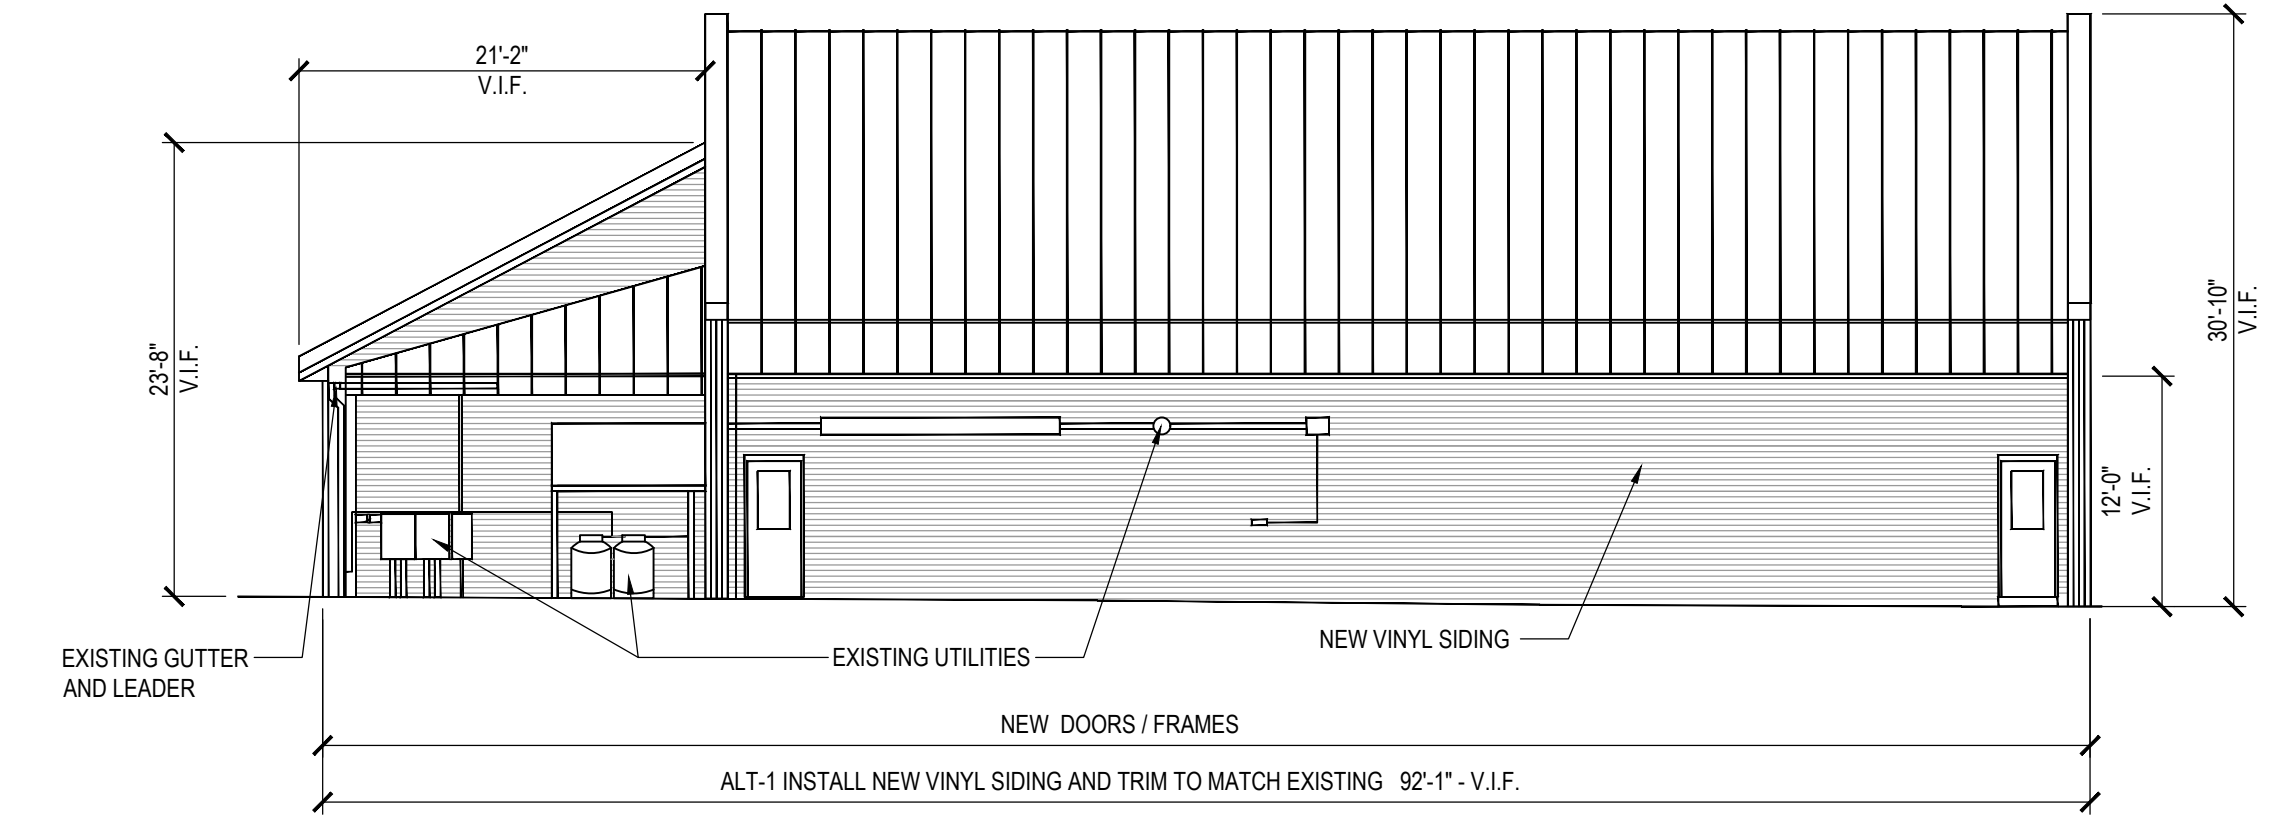 21'-2"
V.I.F.
23'-8"
V.I.F.
30'-10"
V.I.F.
12'-0"
V.I.F.
EXISTING GUTTER
AND LEADER
EXISTING UTILITIES
NEW VINYL SIDING
NEW DOORS / FRAMES
ALT-1 INSTALL NEW VINYL SIDING AND TRIM TO MATCH EXISTING 92'-1" - V.I.F.